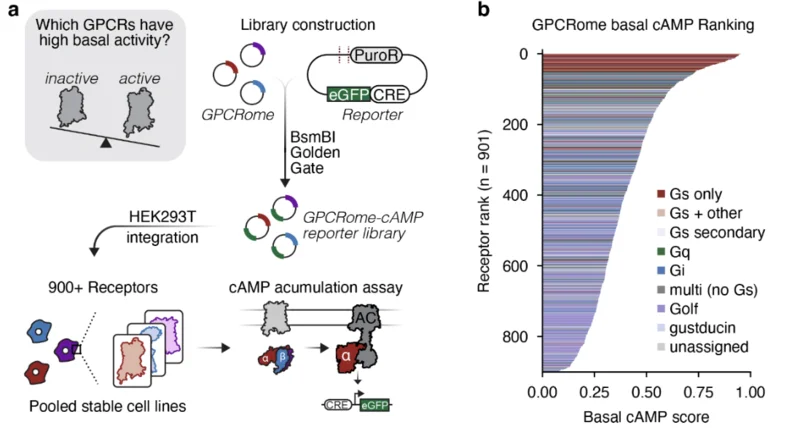 a
Which GPCRs have
high basal activity?
inactive
active
Library construction
PuroR
eGFP
CRE
GPCRome
Reporter
BsmBI
Golden
Gate
GPCRome-cAMP
reporter library
HEK293T
integration
900+ Receptors
Pooled stable cell lines
cAMP acumulation assay
AC
α
β
α
CRE
eGFP
b
GPCRome basal cAMP Ranking
Receptor rank (n = 901)
0
200
400
600
800
Gs only
Gs + other
Gs secondary
Gq
Gi
multi (no Gs)
Golf
gustducin
unassigned
0.00 0.25 0.50 0.75 1.00
Basal cAMP score